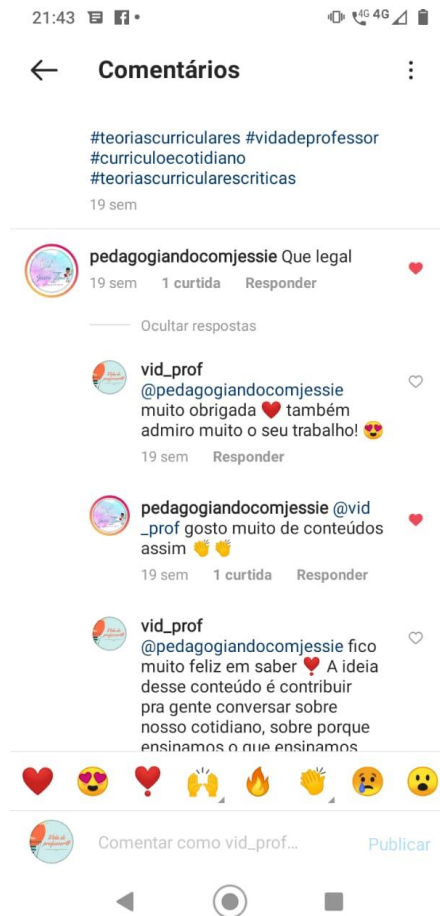 21:43
4G 4G
Comentários
#teoriascurriculares #vidadeprofessor
#curriculoecotidiano
#teoriascurricularescriticas
19 sem
pedagogiandocomjessie Que legal
19 sem 1 curtida Responder
Ocultar respostas
vid_prof
@pedagogiandocomjessie
muito obrigada ❤️ também
admiro muito o seu trabalho! 😍
19 sem Responder
pedagogiandocomjessie @vid
_prof gosto muito de conteúdos
assim 👏👏
19 sem 1 curtida Responder
vid_prof
@pedagogiandocomjessie fico
muito feliz em saber ❣️ A ideia
desse conteúdo é contribuir
pra gente conversar sobre
nosso cotidiano, sobre porque
ensinamos o que ensinamos
Comentar como vid_prof...
Publicar